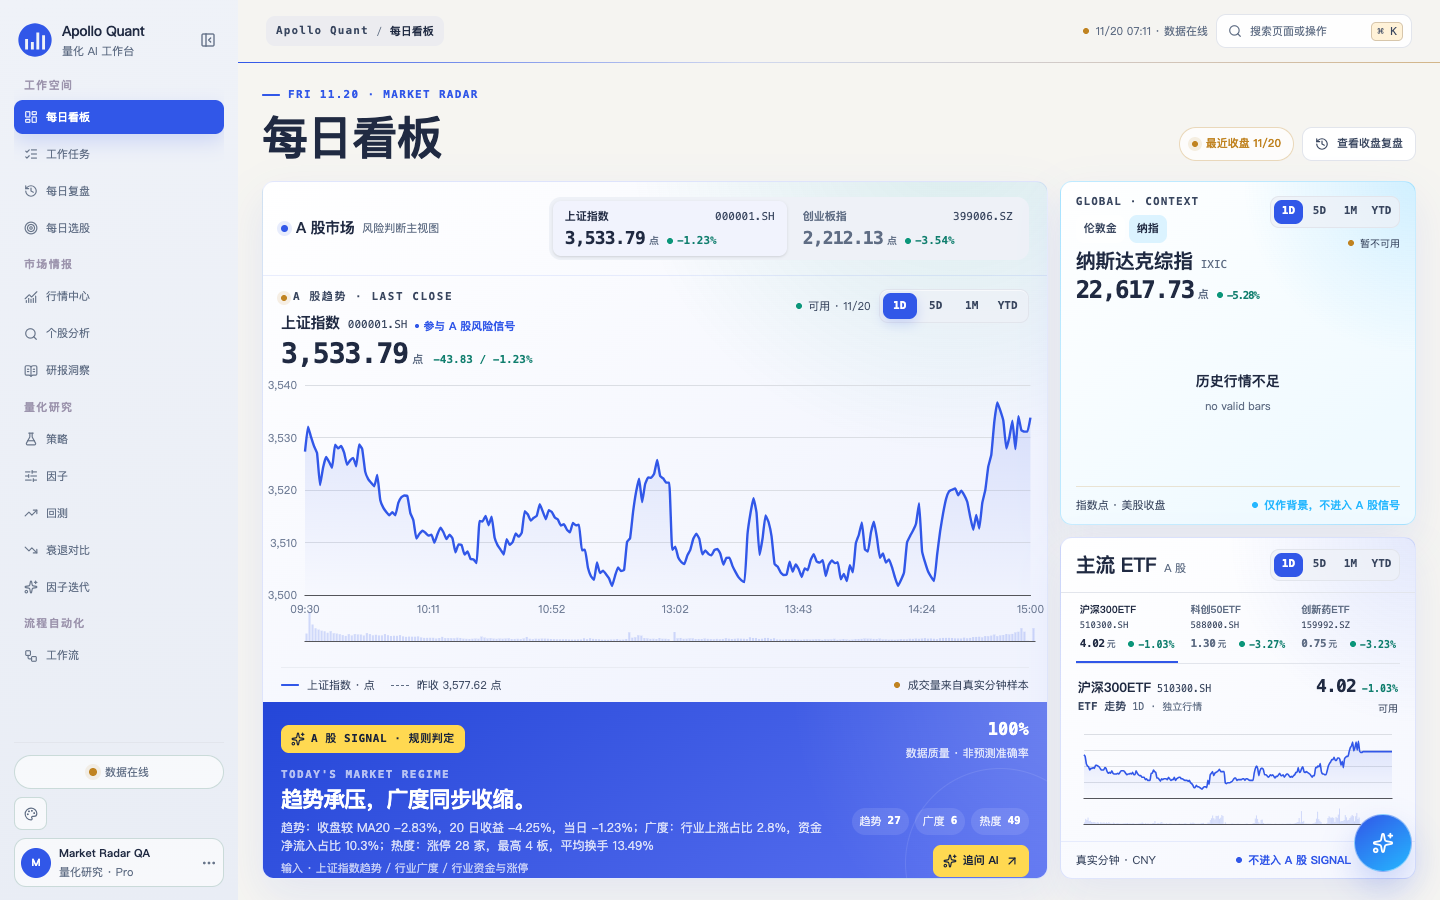 Apollo Quant
量化 AI 工作台
工作空间
每日看板
工作任务
每日复盘
每日选股
市场情报
行情中心
个股分析
研报洞察
量化研究
策略
因子
回测
衰退对比
因子迭代
流程自动化
工作流
数据在线
M
Market Radar QA
量化研究 · Pro
Apollo Quant / 每日看板
11/20 07:11 · 数据在线
搜索页面或操作
⌘ K
FRI 11.20 · MARKET RADAR
每日看板
最近收盘 11/20
查看收盘复盘
A 股市场 风险判断主视图
上证指数 000001.SH
3,533.79 点 −1.23%
创业板指 399006.SZ
2,212.13 点 −3.54%
A 股趋势 · LAST CLOSE
可用 · 11/20
1D 5D 1M YTD
上证指数 000001.SH 参与 A 股风险信号
3,533.79 点 −43.83 / −1.23%
3,540
3,530
3,520
3,510
3,500
09:30 10:11 10:52 13:02 13:43 14:24 15:00
上证指数 · 点 昨收 3,577.62 点
成交量来自真实分钟样本
A 股 SIGNAL · 规则判定
100%
数据质量 · 非预测准确率
TODAY'S MARKET REGIME
趋势承压，广度同步收缩。
趋势：收盘较 MA20 −2.83%，20 日收益 −4.25%，当日 −1.23%；广度：行业上涨占比 2.8%，资金
净流入占比 10.3%；热度：涨停 28 家，最高 4 板，平均换手 13.49%
趋势 27 广度 6 热度 49
输入 · 上证指数趋势 / 行业广度 / 行业资金与涨停
追问 AI
GLOBAL · CONTEXT
1D 5D 1M YTD
伦敦金 纳指
暂不可用
纳斯达克综指 IXIC
22,617.73 点 −5.28%
历史行情不足
no valid bars
指数点 · 美股收盘
仅作背景，不进入 A 股信号
主流 ETF A 股
1D 5D 1M YTD
沪深300ETF
510300.SH
4.02 元 −1.03%
科创50ETF
588000.SH
1.30 元 −3.27%
创新药ETF
159992.SZ
0.75 元 −3.23%
沪深300ETF 510300.SH
4.02 −1.03%
ETF 走势 1D · 独立行情
可用
真实分钟 · CNY
不进入 A 股 SIGNAL